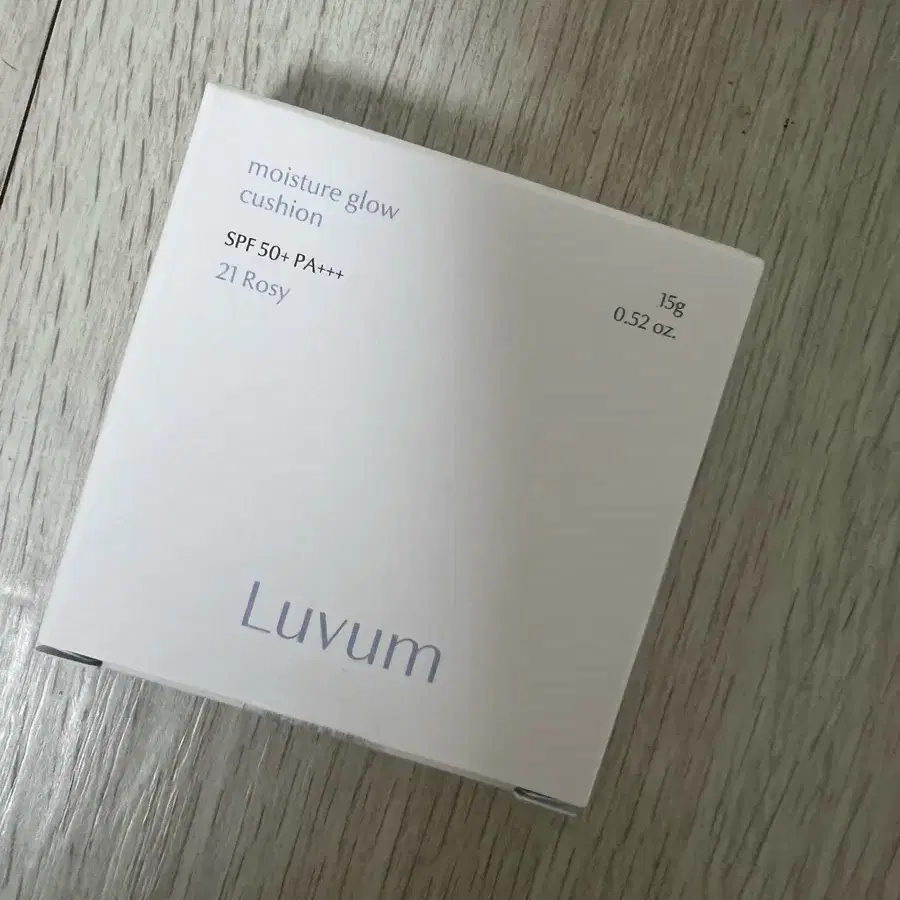 moisture glow
cushion
SPF 50+ PA+++
21 Rosy
15g
0.52 oz.
Luvum